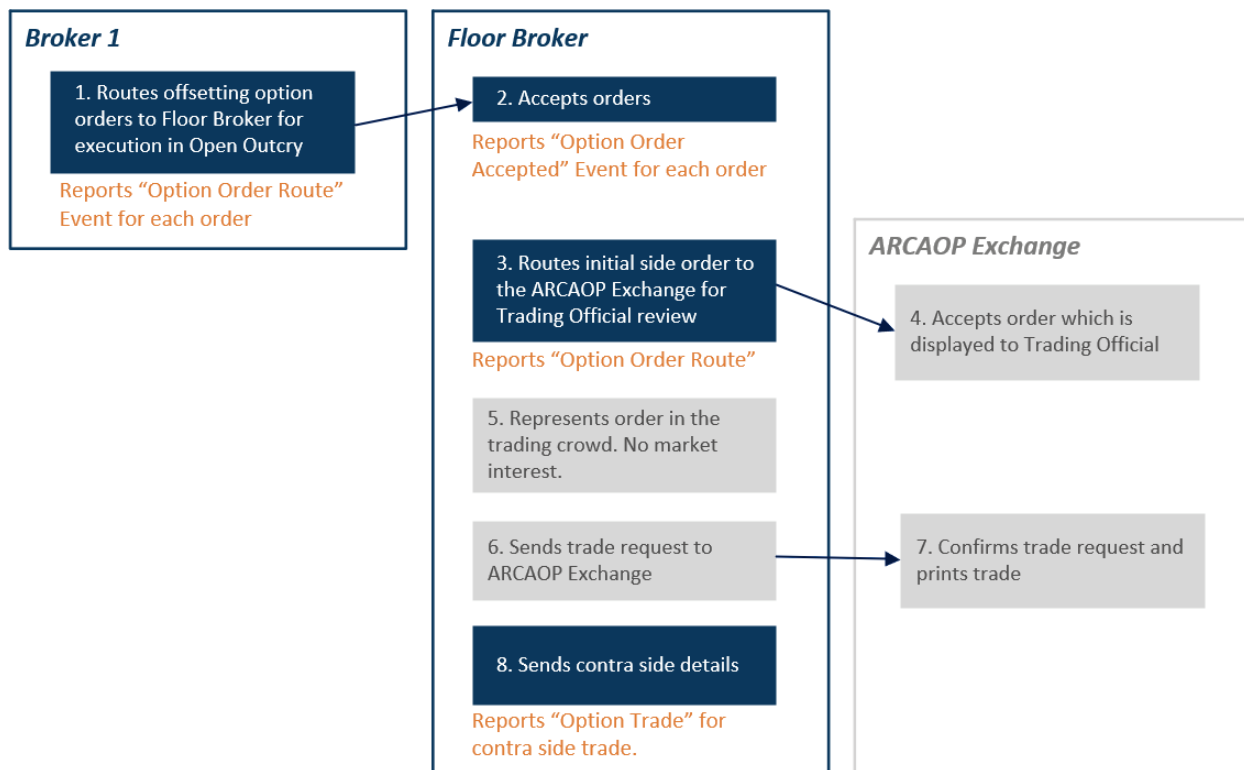 Broker 1
1. Routes offsetting option
orders to Floor Broker for
execution in Open Outcry
Reports “Option Order Route”
Event for each order
Floor Broker
2. Accepts orders
Reports “Option Order
Accepted” Event for each order
3. Routes initial side order to
the ARCAOP Exchange for
Trading Official review
Reports “Option Order Route”
ARCAOP Exchange
4. Accepts order which is
displayed to Trading Official
5. Represents order in the
trading crowd. No market
interest.
6. Sends trade request to
ARCAOP Exchange
7. Confirms trade request and
prints trade
8. Sends contra side details
Reports “Option Trade” for
contra side trade.